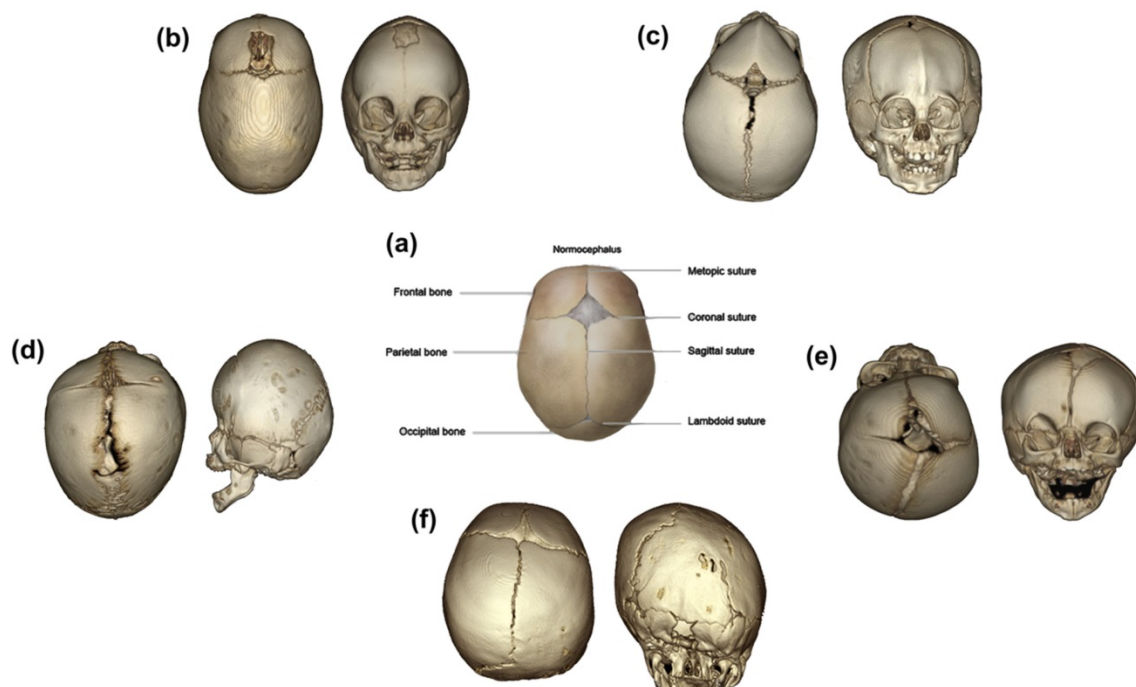 (b)
(c)
(a)
Normocephalus
Metopic suture
Frontal bone
Coronal suture
(d)
Parietal bone
Sagittal suture
(e)
Occipital bone
Lambdoid suture
(f)